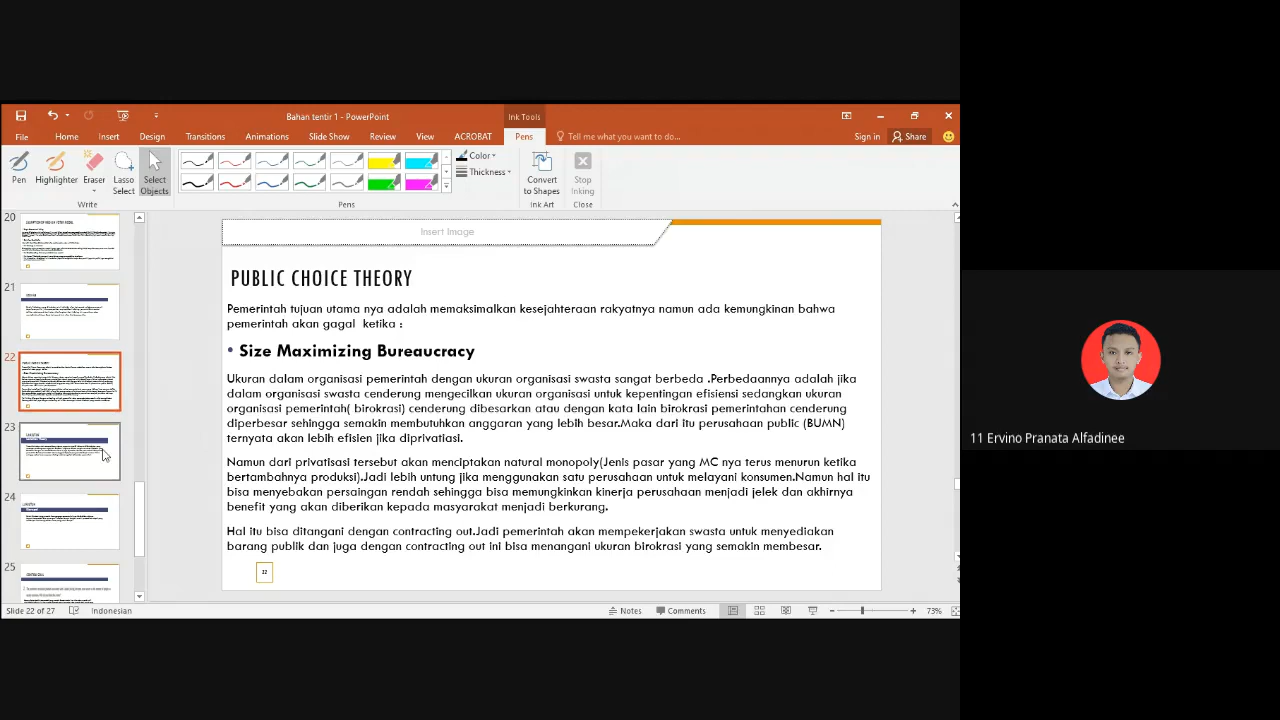 Bahan tentir 1 - PowerPoint
Ink Tools
File
Home
Insert
Design
Transitions
Animations
Slide Show
Review
View
ACROBAT
Pens
Tell me what you want to do...
Sign in
Share
Pen
Highlighter
Eraser
Lasso
Select
Select
Objects
Color
Thickness
Convert
to Shapes
Stop
Inking
Write
Pens
Ink Art
Close
20
21
22
23
24
25
Insert Image
PUBLIC CHOICE THEORY
Pemerintah tujuan utama nya adalah memaksimalkan kesejahteraan rakyatnya namun ada kemungkinan bahwa
pemerintah akan gagal ketika :
• Size Maximizing Bureaucracy
Ukuran dalam organisasi pemerintah dengan ukuran organisasi swasta sangat berbeda .Perbedaannya adalah jika
dalam organisasi swasta cenderung mengecilkan ukuran organisasi untuk kepentingan efisiensi sedangkan ukuran
organisasi pemerintah( birokrasi) cenderung dibesarkan atau dengan kata lain birokrasi pemerintahan cenderung
diperbesar sehingga semakin membutuhkan anggaran yang lebih besar.Maka dari itu perusahaan public (BUMN)
ternyata akan lebih efisien jika diprivatiasi.
Namun dari privatisasi tersebut akan menciptakan natural monopoly(Jenis pasar yang MC nya terus menurun ketika
bertambahnya produksi).Jadi lebih untung jika menggunakan satu perusahaan untuk melayani konsumen.Namun hal itu
bisa menyebakan persaingan rendah sehingga bisa memungkinkan kinerja perusahaan menjadi jelek dan akhirnya
benefit yang akan diberikan kepada masyarakat menjadi berkurang.
Hal itu bisa ditangani dengan contracting out.Jadi pemerintah akan mempekerjakan swasta untuk menyediakan
barang publik dan juga dengan contracting out ini bisa menangani ukuran birokrasi yang semakin membesar.
22
Slide 22 of 27
Indonesian
Notes
Comments
73%
11 Ervino Pranata Alfadinee